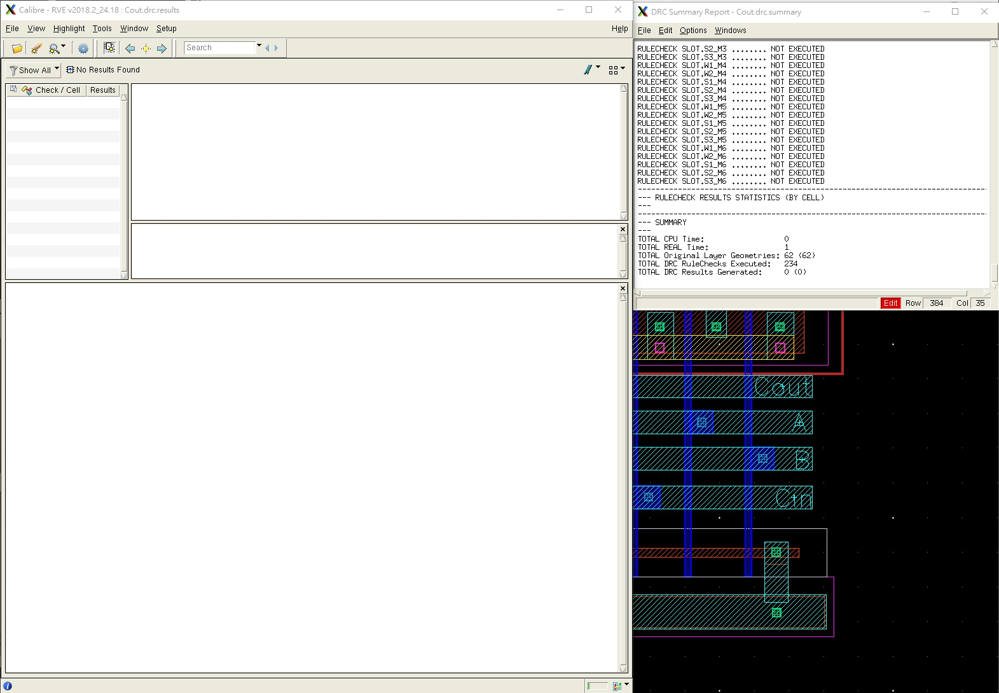 Calibre - RVE v2018.2_24.18 : Cout.drc.results
File View Highlight Tools Window Setup Help
Search
Show All No Results Found
Check / Cell Results
DRC Summary Report - Cout.drc.summary
File Edit Options Windows
RULECHECK SLOT.S2_M3 ........ NOT EXECUTED
RULECHECK SLOT.S3_M3 ........ NOT EXECUTED
RULECHECK SLOT.W1_M4 ........ NOT EXECUTED
RULECHECK SLOT.W2_M4 ........ NOT EXECUTED
RULECHECK SLOT.S1_M4 ........ NOT EXECUTED
RULECHECK SLOT.S2_M4 ........ NOT EXECUTED
RULECHECK SLOT.S3_M4 ........ NOT EXECUTED
RULECHECK SLOT.W1_M5 ........ NOT EXECUTED
RULECHECK SLOT.W2_M5 ........ NOT EXECUTED
RULECHECK SLOT.S1_M5 ........ NOT EXECUTED
RULECHECK SLOT.S2_M5 ........ NOT EXECUTED
RULECHECK SLOT.S3_M5 ........ NOT EXECUTED
RULECHECK SLOT.W1_M6 ........ NOT EXECUTED
RULECHECK SLOT.W2_M6 ........ NOT EXECUTED
RULECHECK SLOT.S1_M6 ........ NOT EXECUTED
RULECHECK SLOT.S2_M6 ........ NOT EXECUTED
RULECHECK SLOT.S3_M6 ........ NOT EXECUTED
--- RULECHECK RESULTS STATISTICS (BY CELL)
---
--- SUMMARY
---
TOTAL CPU Time: 0
TOTAL REAL Time: 1
TOTAL Original Layer Geometries: 62 (62)
TOTAL DRC RuleChecks Executed: 234
TOTAL DRC Results Generated: 0 (0)
Edit Row 384 Col 35
Cout
A
B
Cin